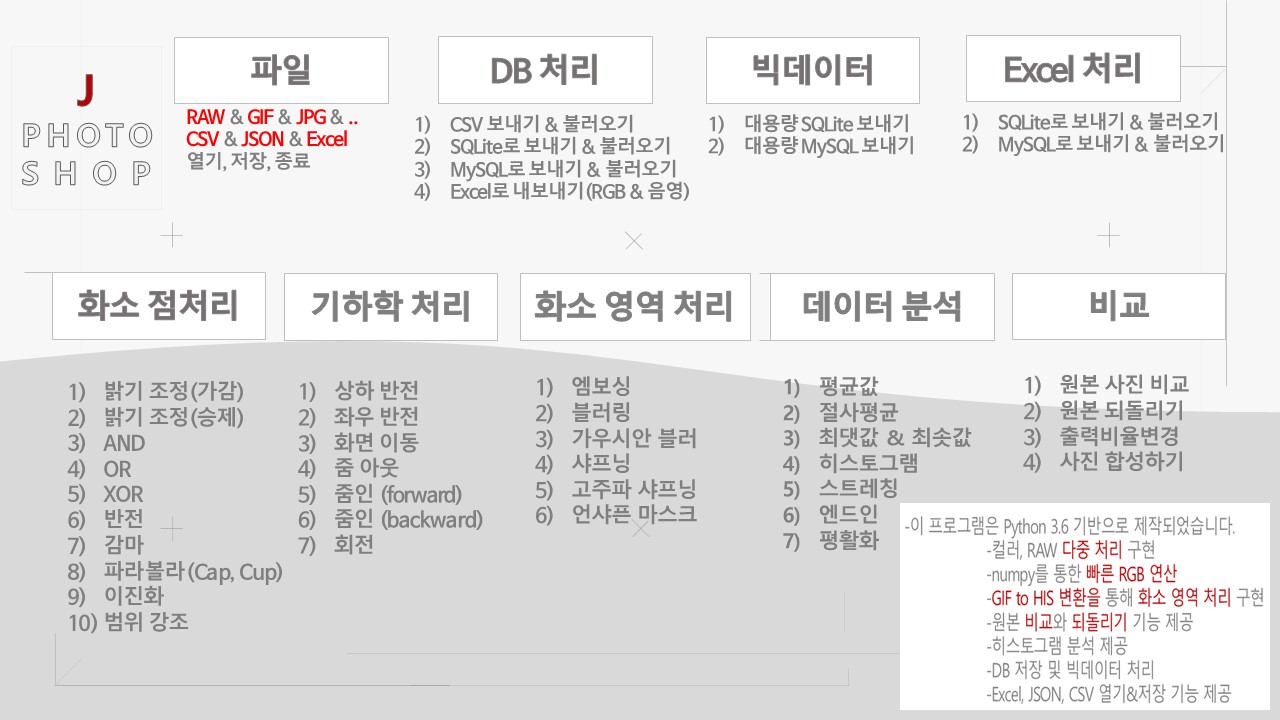 J
PHOTO
SHOP
파일
RAW & GIF & JPG & ..
CSV & JSON & Excel
열기, 저장, 종료
DB 처리
1) CSV 보내기 & 불러오기
2) SQLite로 보내기 & 불러오기
3) MySQL로 보내기 & 불러오기
4) Excel로 내보내기(RGB & 음영)
빅데이터
1) 대용량 SQLite 보내기
2) 대용량 MySQL 보내기
Excel 처리
1) SQLite로 보내기 & 불러오기
2) MySQL로 보내기 & 불러오기
화소 점처리
1) 밝기 조정(가감)
2) 밝기 조정(승제)
3) AND
4) OR
5) XOR
6) 반전
7) 감마
8) 파라볼라(Cap, Cup)
9) 이진화
10) 범위 강조
기하학 처리
1) 상하 반전
2) 좌우 반전
3) 화면 이동
4) 줌 아웃
5) 줌인 (forward)
6) 줌인 (backward)
7) 회전
화소 영역 처리
1) 엠보싱
2) 블러링
3) 가우시안 블러
4) 샤프닝
5) 고주파 샤프닝
6) 언샤픈 마스크
데이터 분석
1) 평균값
2) 절사평균
3) 최댓값 & 최솟값
4) 히스토그램
5) 스트레칭
6) 엔드인
7) 평활화
비교
1) 원본 사진 비교
2) 원본 되돌리기
3) 출력비율변경
4) 사진 합성하기
-이 프로그램은 Python 3.6 기반으로 제작되었습니다.
-컬러, RAW 다중 처리 구현
-numpy를 통한 빠른 RGB 연산
-GIF to HIS 변환을 통해 화소 영역 처리 구현
-원본 비교와 되돌리기 기능 제공
-히스토그램 분석 제공
-DB 저장 및 빅데이터 처리
-Excel, JSON, CSV 열기&저장 기능 제공